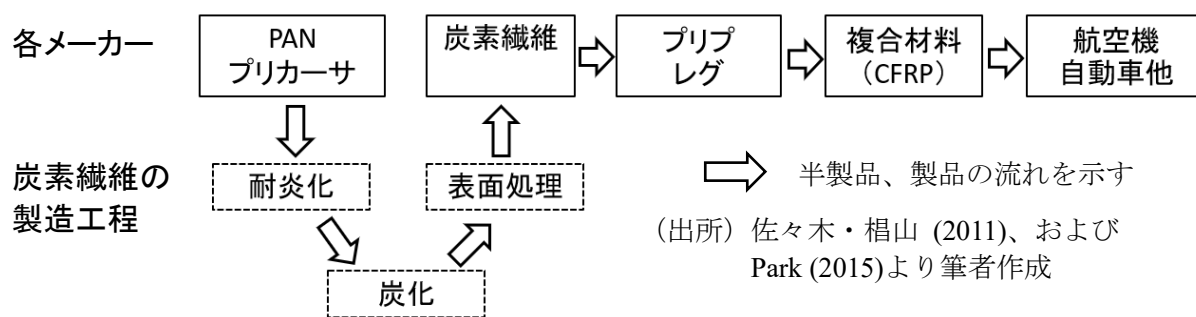 各メーカー
PAN
プリカーサ
炭素繊維
プリプ
レグ
複合材料
（CFRP）
航空機
自動車他
炭素繊維の
製造工程
耐炎化
表面処理
炭化
半製品、製品の流れを示す
（出所）佐々木・椙山 (2011)、および
Park (2015)より筆者作成